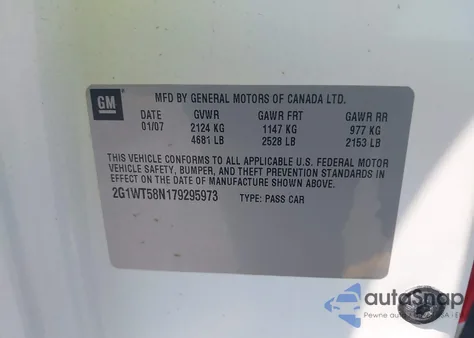 GM
MFD BY GENERAL MOTORS OF CANADA LTD.
DATE GVWR GAWR FRT GAWR RR
01/07 2124 KG 1147 KG 977 KG
4681 LB 2528 LB 2153 LB
THIS VEHICLE CONFORMS TO ALL APPLICABLE U.S. FEDERAL MOTOR
VEHICLE SAFETY, BUMPER, AND THEFT PREVENTION STANDARDS IN
EFFECT ON THE DATE OF MANUFACTURE SHOWN ABOVE.
2G1WT58N179295973 TYPE: PASS CAR
autoSnap
Pewne auto